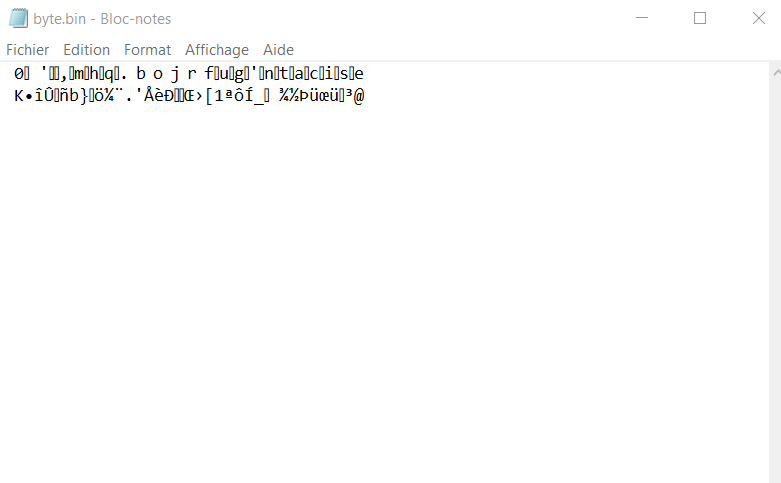 byte.bin - Bloc-notes
Fichier Edition Format Affichage Aide
0▯ '▯▯,▯m▯h▯q▯. b o j r f▯u▯g▯'▯n▯t▯a▯c▯i▯s▯e
K•îÛ▯ñb}▯ö¼¨.'ÅèÐ▯▯Œ›[1ªôÍ_▯ ¾½Þüœü▯³@